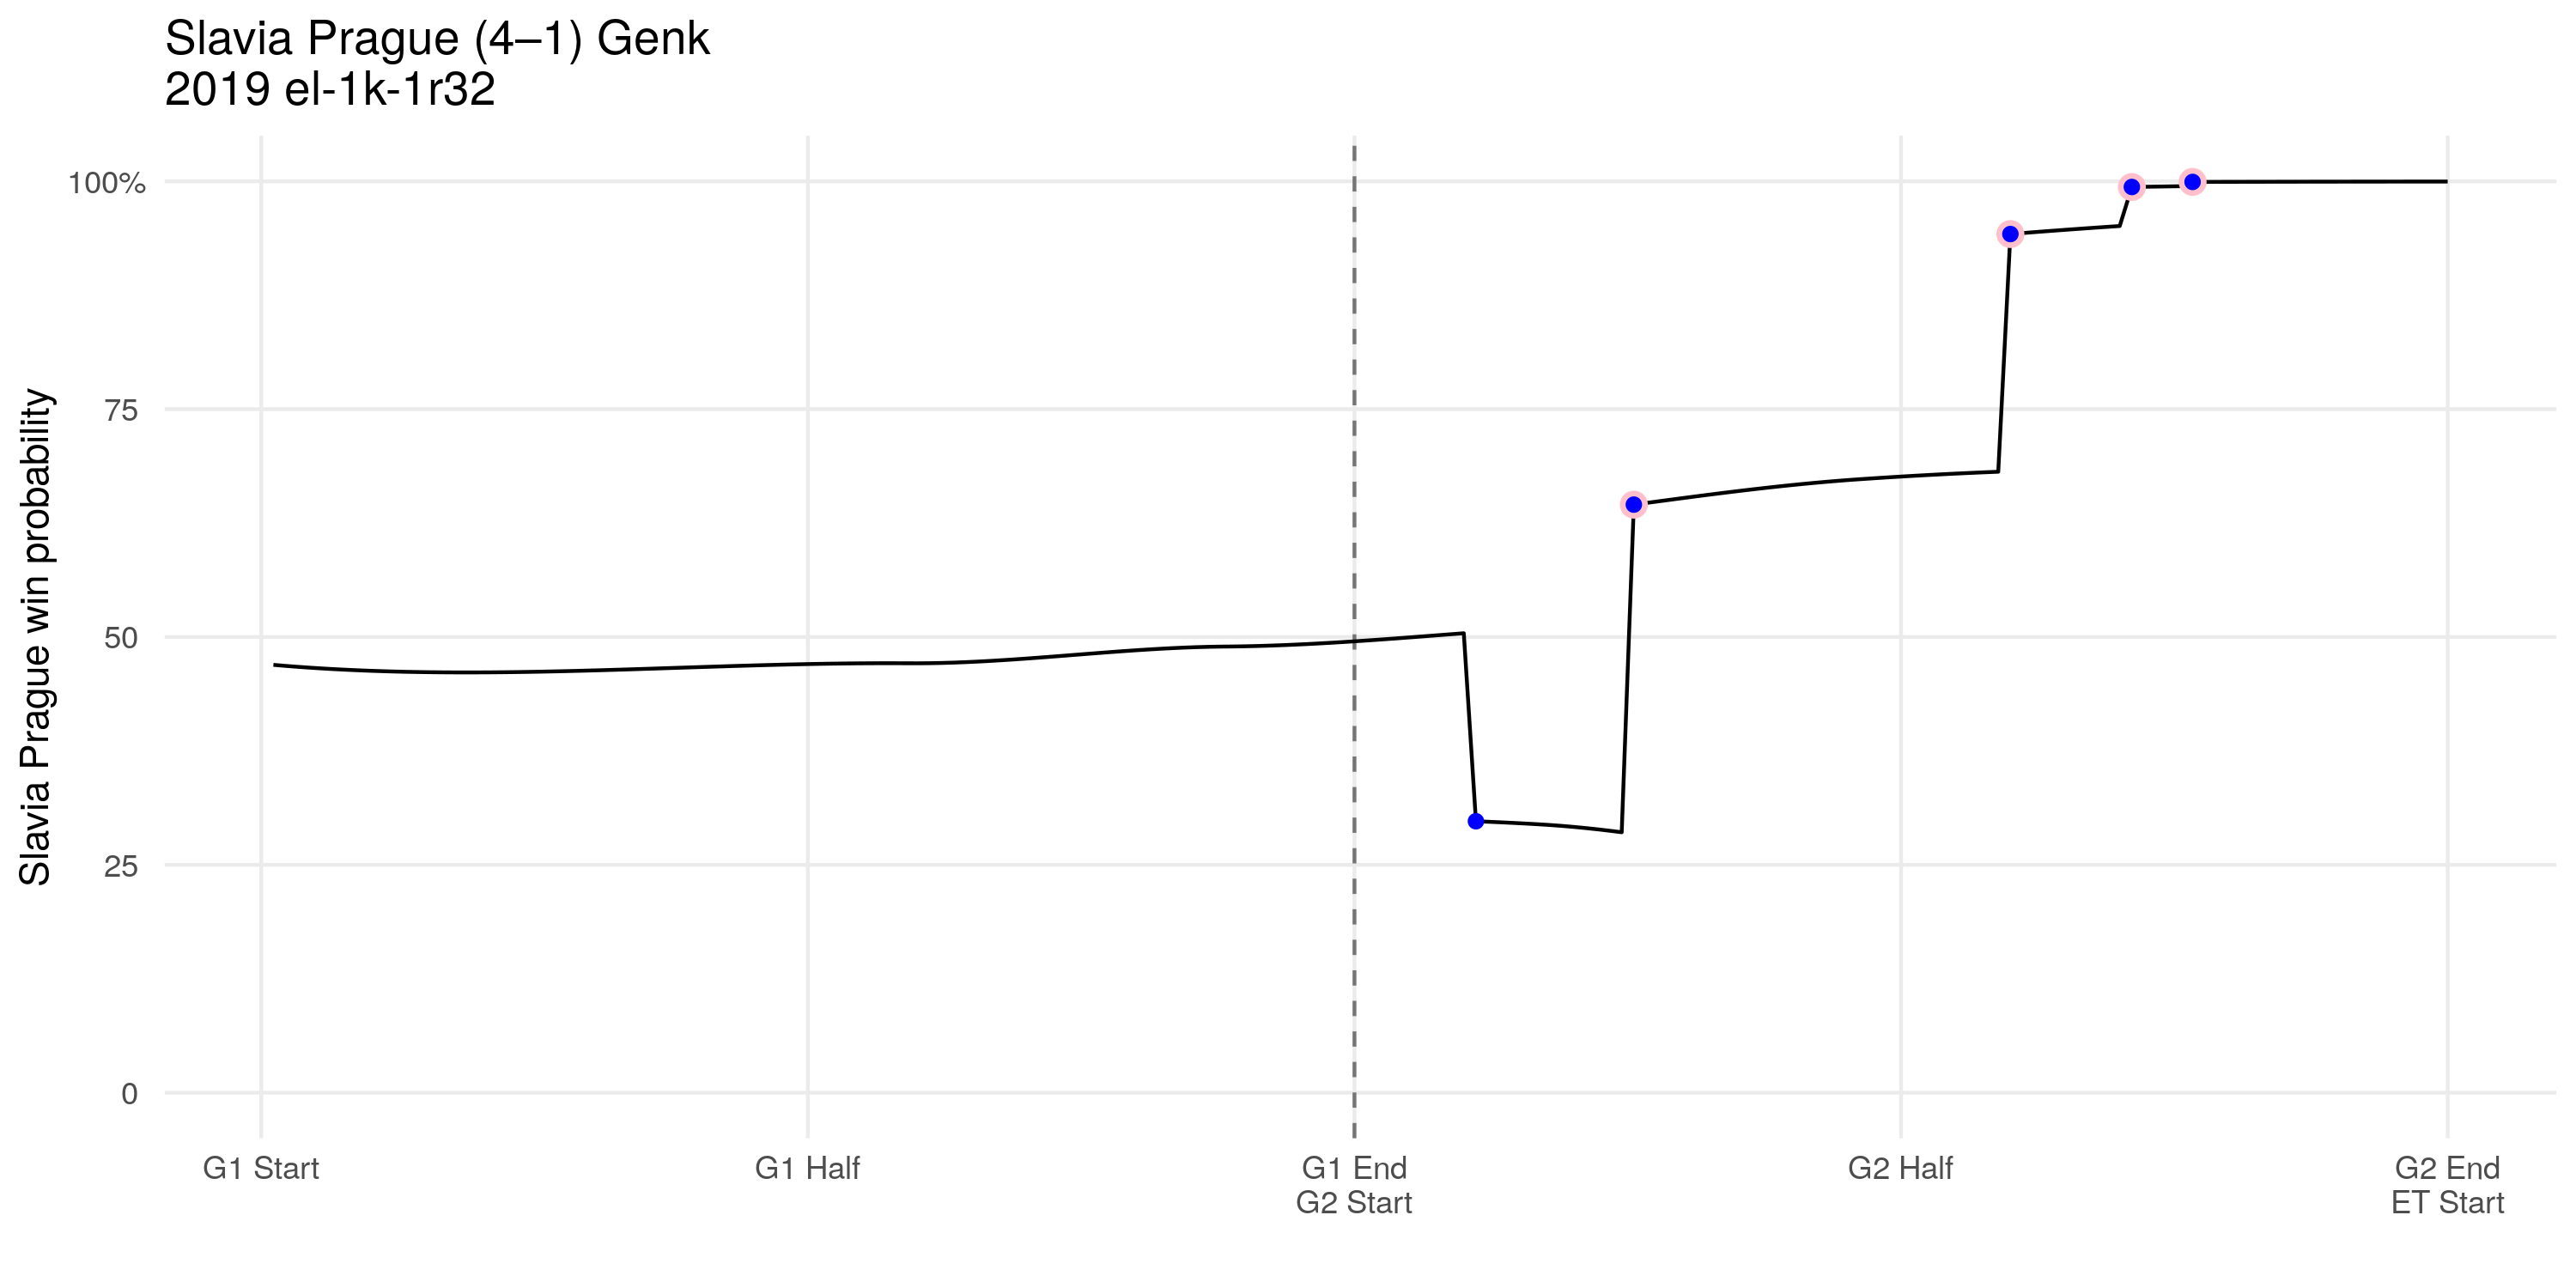 Slavia Prague (4–1) Genk
2019 el-1k-1r32
Slavia Prague win probability
100%
75
50
25
0
G1 Start
G1 Half
G1 End
G2 Start
G2 Half
G2 End
ET Start